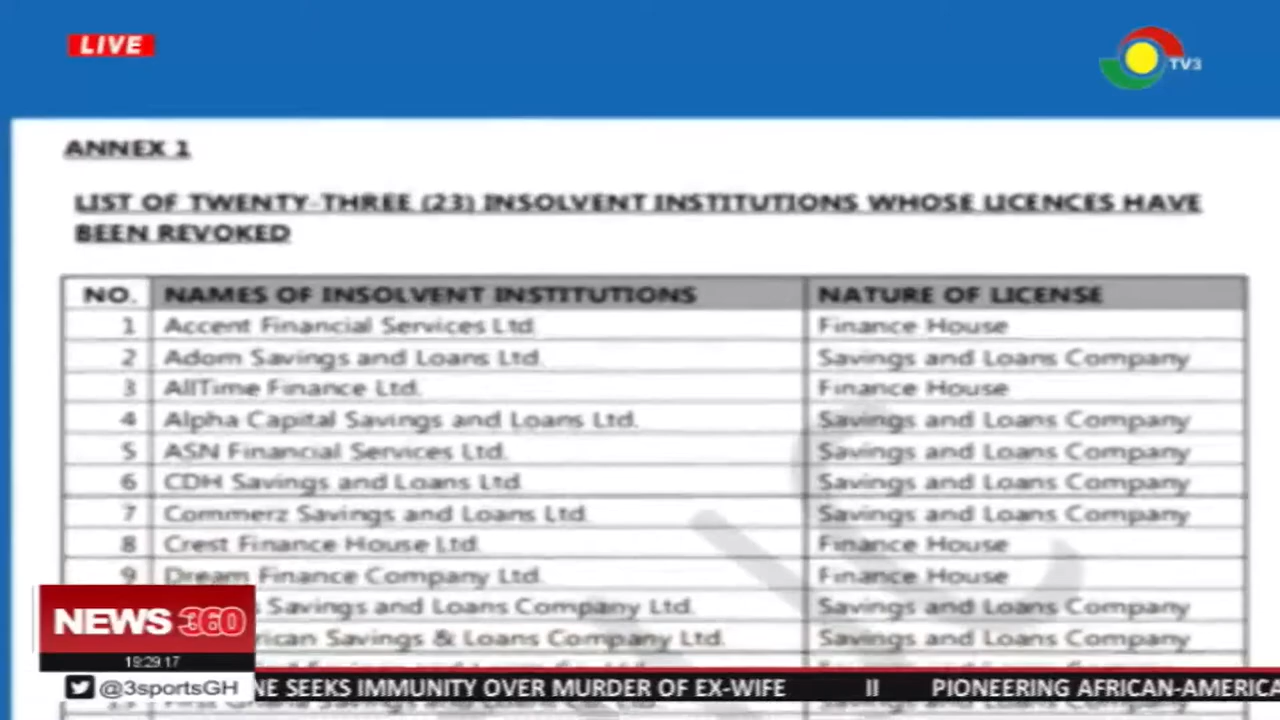 LIVE
TV3
ANNEX 1
LIST OF TWENTY-THREE (23) INSOLVENT INSTITUTIONS WHOSE LICENCES HAVE
BEEN REVOKED
NO. NAMES OF INSOLVENT INSTITUTIONS NATURE OF LICENSE
1 Accent Financial Services Ltd. Finance House
2 Adom Savings and Loans Ltd. Savings and Loans Company
3 AllTime Finance Ltd. Finance House
4 Alpha Capital Savings and Loans Ltd. Savings and Loans Company
5 ASN Financial Services Ltd. Savings and Loans Company
6 CDH Savings and Loans Ltd. Savings and Loans Company
7 Commerz Savings and Loans Ltd. Savings and Loans Company
8 Crest Finance House Ltd. Finance House
9 Dream Finance Company Ltd. Finance House
Savings and Loans Company Ltd. Savings and Loans Company
rican Savings & Loans Company Ltd. Savings and Loans Company
NEWS 360
19:29:17
@3sportsGH
NE SEEKS IMMUNITY OVER MURDER OF EX-WIFE II PIONEERING AFRICAN-AMERICA